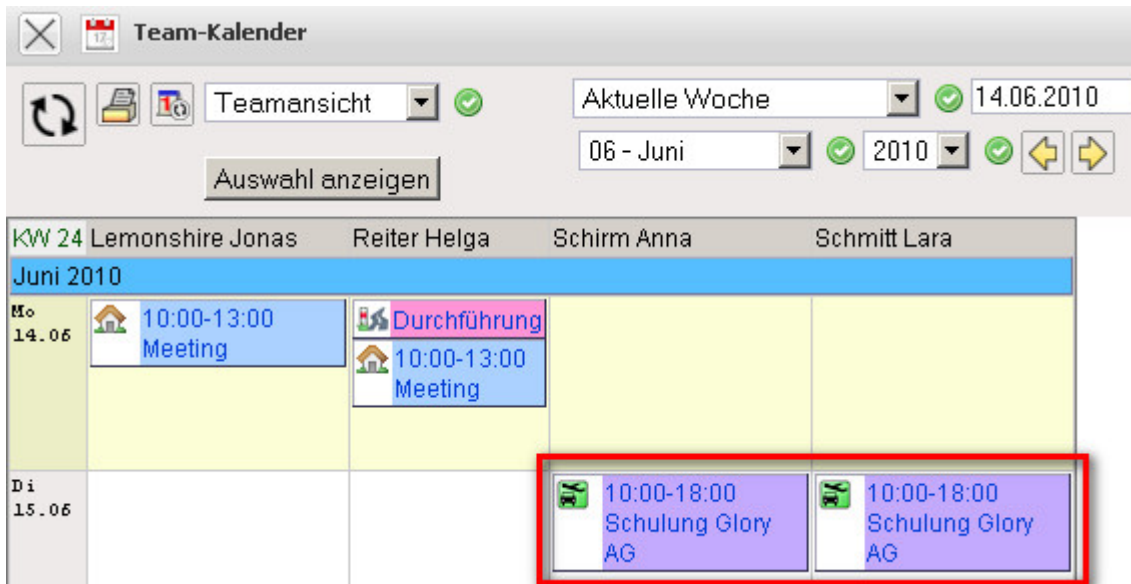 Team-Kalender
Teamansicht
Aktuelle Woche
14.06.2010
06 - Juni
2010
Auswahl anzeigen
KW 24 Lemonshire Jonas Reiter Helga Schirm Anna Schmitt Lara
Juni 2010
Mo
14.06
10:00-13:00
Meeting
Durchführung
10:00-13:00
Meeting
Di
15.06
10:00-18:00
Schulung Glory
AG
10:00-18:00
Schulung Glory
AG